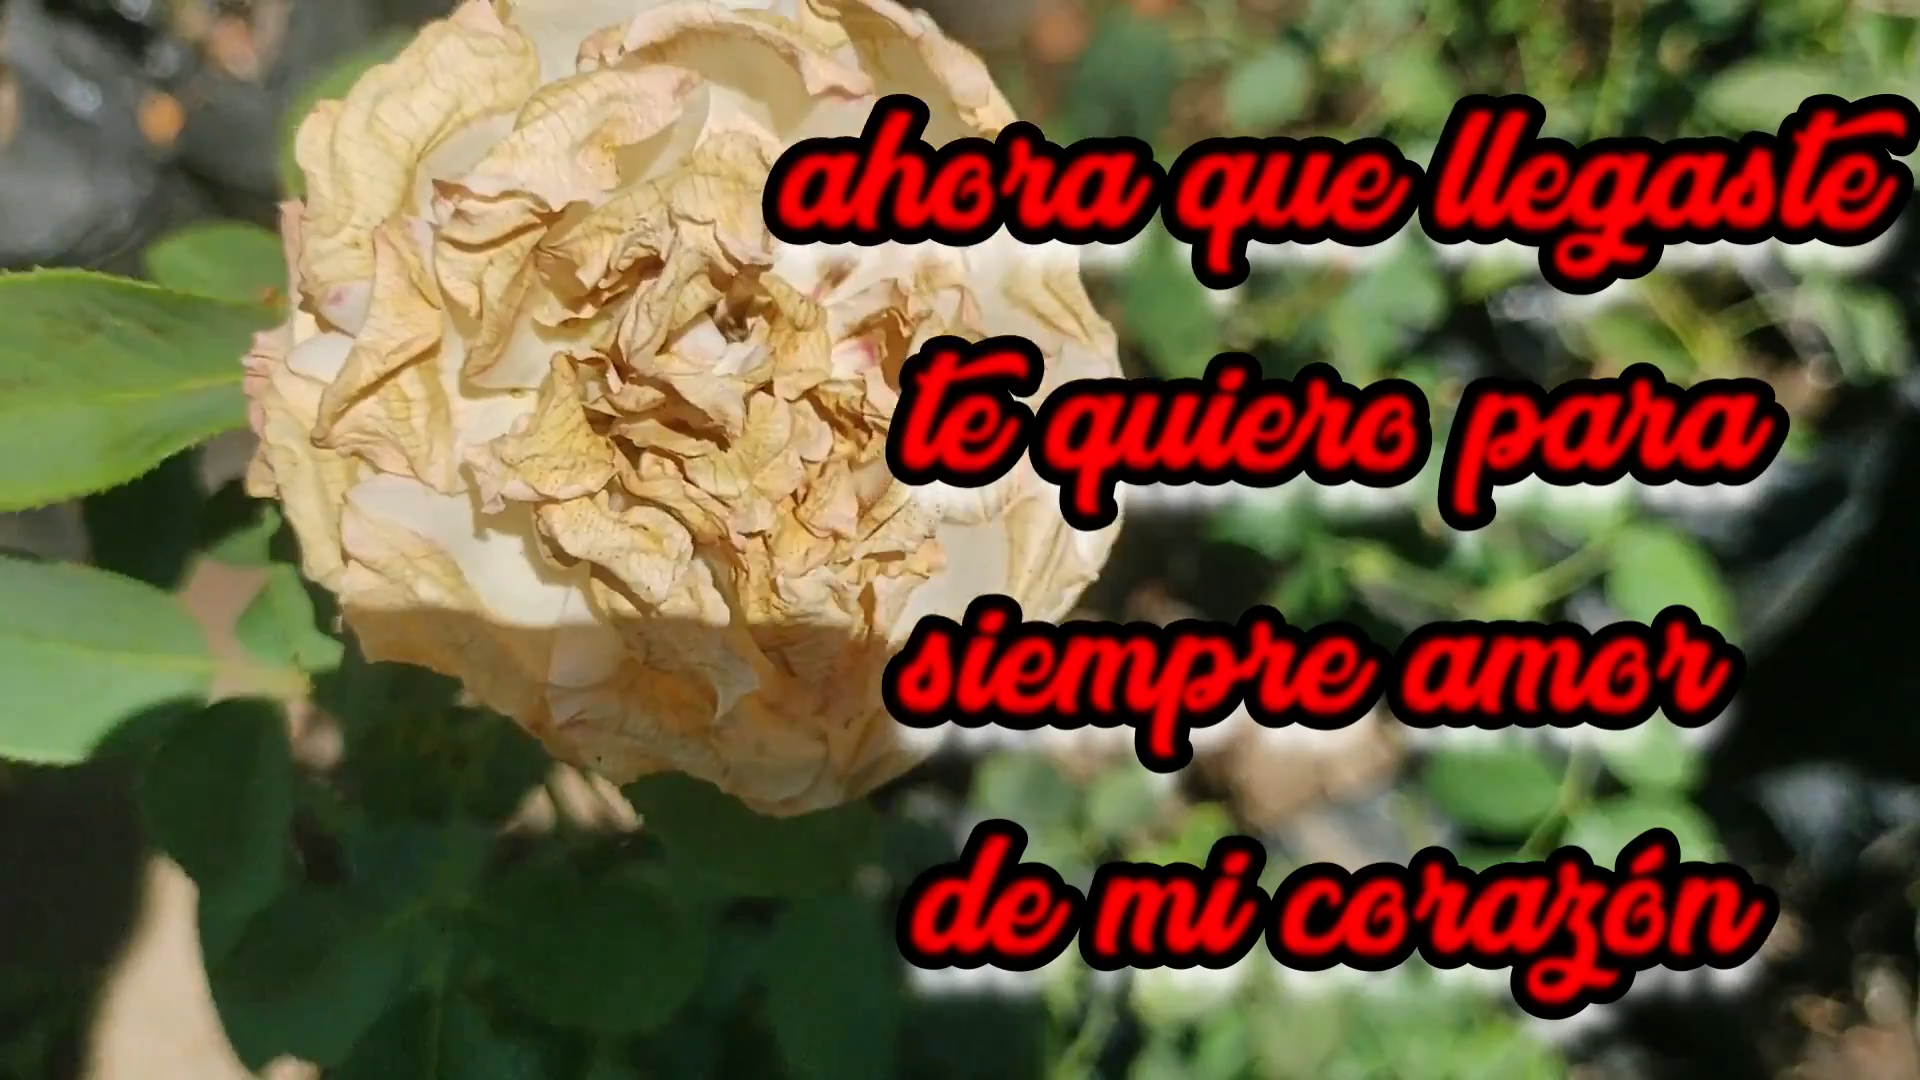 ahora que llegaste
te quiero para
siempre amor
de mi corazón